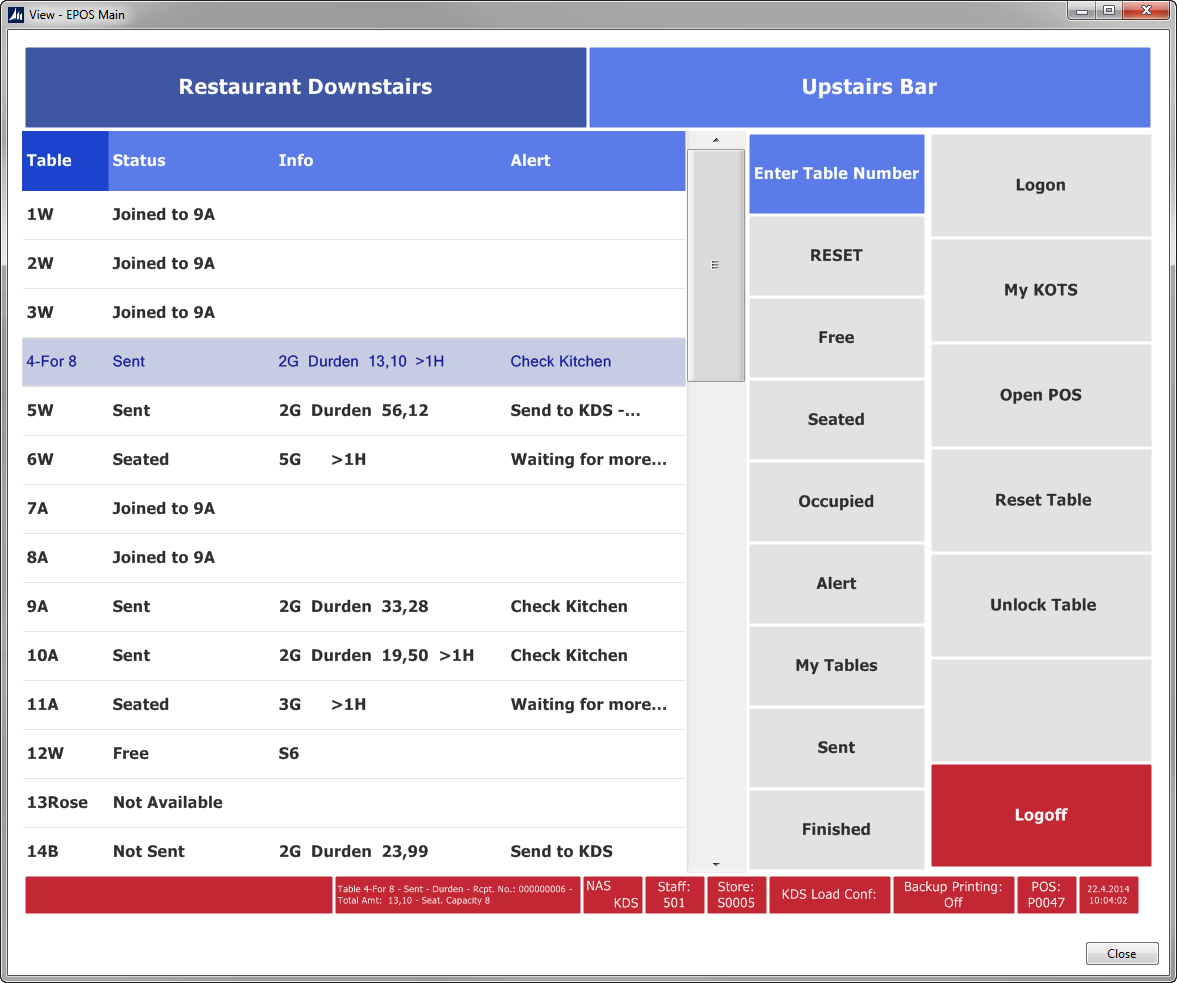 View - EPOS Main
Restaurant Downstairs
Upstairs Bar
Table Status Info Alert
1W Joined to 9A
2W Joined to 9A
3W Joined to 9A
4-For 8 Sent 2G Durden 13,10 >1H Check Kitchen
5W Sent 2G Durden 56,12 Send to KDS -...
6W Seated 5G >1H Waiting for more...
7A Joined to 9A
8A Joined to 9A
9A Sent 2G Durden 33,28 Check Kitchen
10A Sent 2G Durden 19,50 >1H Check Kitchen
11A Seated 3G >1H Waiting for more...
12W Free S6
13Rose Not Available
14B Not Sent 2G Durden 23,99 Send to KDS
Enter Table Number
RESET
Free
Seated
Occupied
Alert
My Tables
Sent
Finished
Logon
My KOTS
Open POS
Reset Table
Unlock Table
Logoff
Table 4-For 8 - Sent - Durden - Rcpt. No.: 000000006 -
Total Amt: 13,10 - Seat. Capacity 8
NAS
KDS
Staff:
501
Store:
S0005
KDS Load Conf:
Backup Printing:
Off
POS:
P0047
22.4.2014
10:04:02
Close